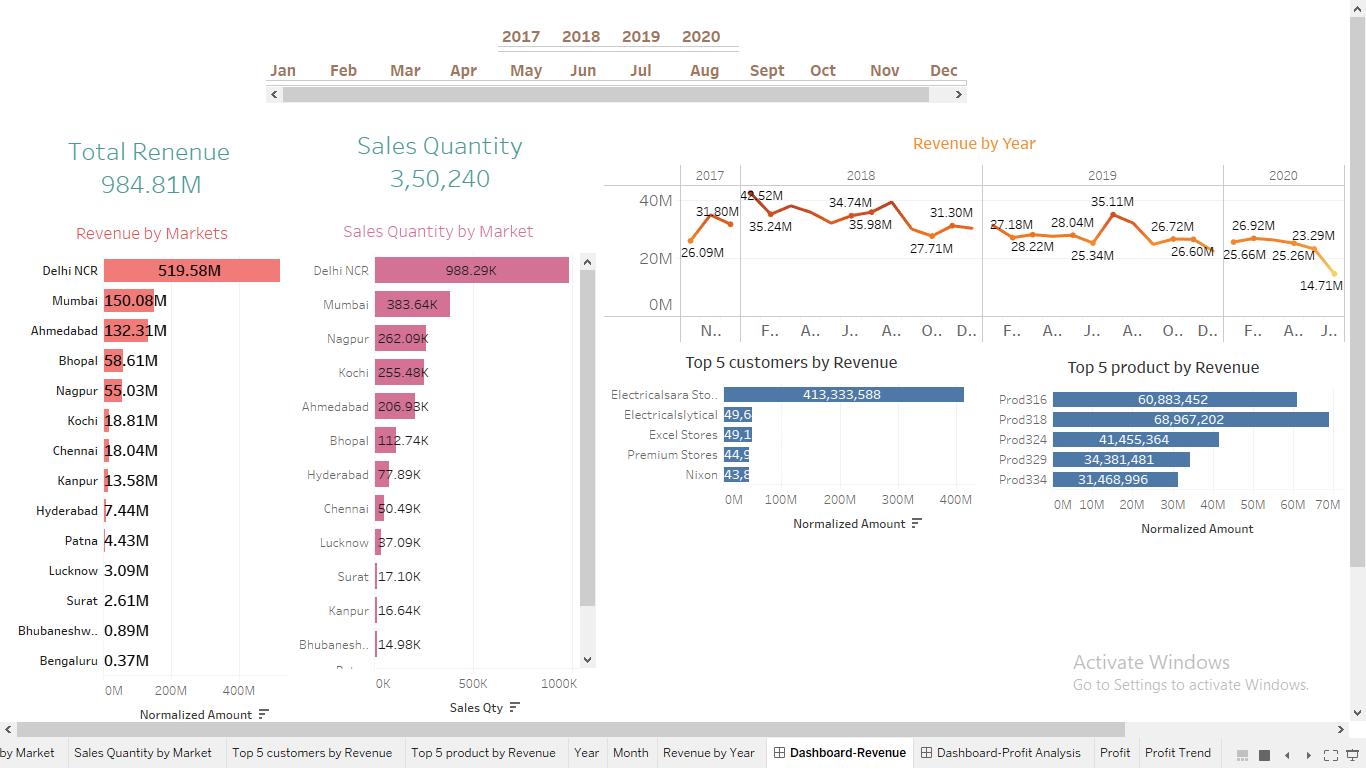 2017 2018 2019 2020
Jan Feb Mar Apr May Jun Jul Aug Sept Oct Nov Dec
Total Renenue
984.81M
Revenue by Markets
Delhi NCR 519.58M
Mumbai 150.08M
Ahmedabad 132.31M
Bhopal 58.61M
Nagpur 55.03M
Kochi 18.81M
Chennai 18.04M
Kanpur 13.58M
Hyderabad 7.44M
Patna 4.43M
Lucknow 3.09M
Surat 2.61M
Bhubaneshw.. 0.89M
Bengaluru 0.37M
0M 200M 400M
Normalized Amount
Sales Quantity
3,50,240
Sales Quantity by Market
Delhi NCR 988.29K
Mumbai 383.64K
Nagpur 262.09K
Kochi 255.48K
Ahmedabad 206.93K
Bhopal 112.74K
Hyderabad 77.89K
Chennai 50.49K
Lucknow 37.09K
Surat 17.10K
Kanpur 16.64K
Bhubanesh.. 14.98K
0K 500K 1000K
Sales Qty
Revenue by Year
2017 2018 2019 2020
40M
20M
0M
26.09M 31.80M 42.52M 35.24M 34.74M 35.98M 27.71M 31.30M
28.22M 28.04M 25.34M 35.11M 26.72M 26.60M
25.66M 26.92M 25.26M 23.29M 14.71M
N.. F.. A.. J.. A.. O.. D.. F.. A.. J.. A.. O.. D.. F.. A.. J..
Top 5 customers by Revenue
Electricalsara Sto.. 413,333,588
Electricalslytical 49,6
Excel Stores 49,1
Premium Stores 44,9
Nixon 43,8
0M 100M 200M 300M 400M
Normalized Amount
Top 5 product by Revenue
Prod316 60,883,452
Prod318 68,967,202
Prod324 41,455,364
Prod329 34,381,481
Prod334 31,468,996
0M 10M 20M 30M 40M 50M 60M 70M
Normalized Amount
Activate Windows
Go to Settings to activate Windows.
by Market Sales Quantity by Market Top 5 customers by Revenue Top 5 product by Revenue Year Month Revenue by Year Dashboard-Revenue Dashboard-Profit Analysis Profit Profit Trend